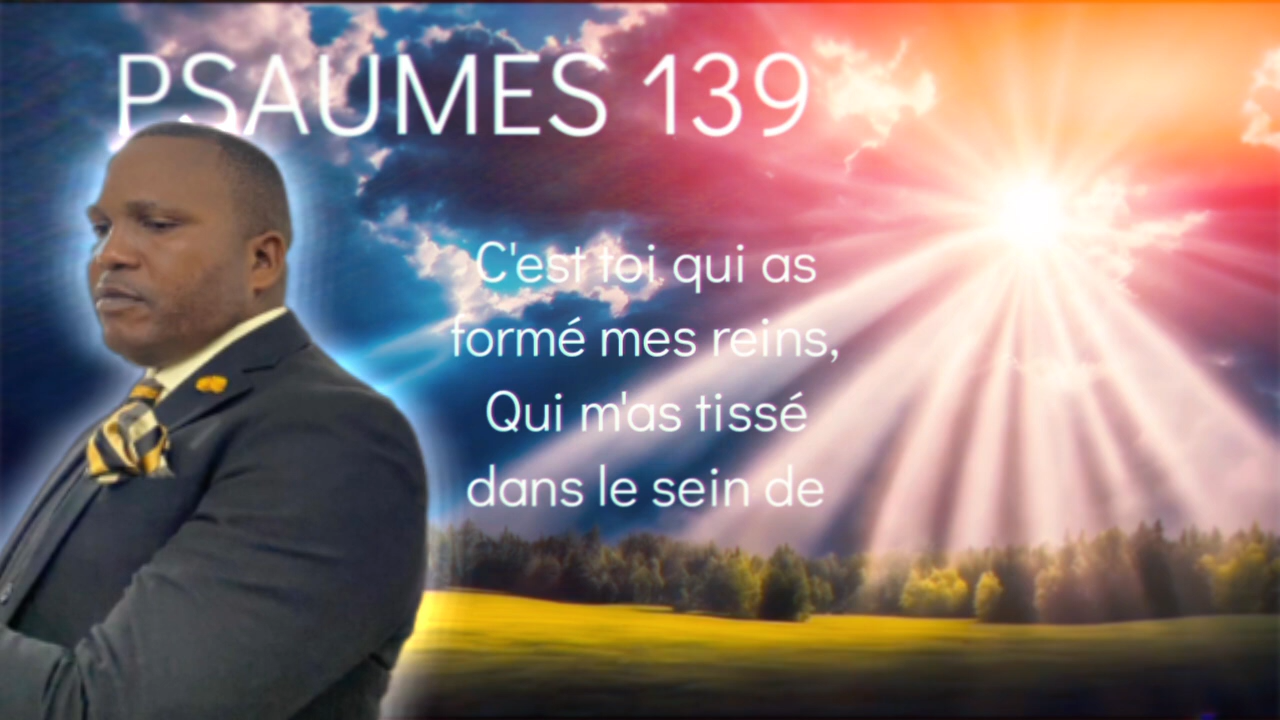 PSAUMES 139
C'est toi qui as
formé mes reins,
Qui m'as tissé
dans le sein de